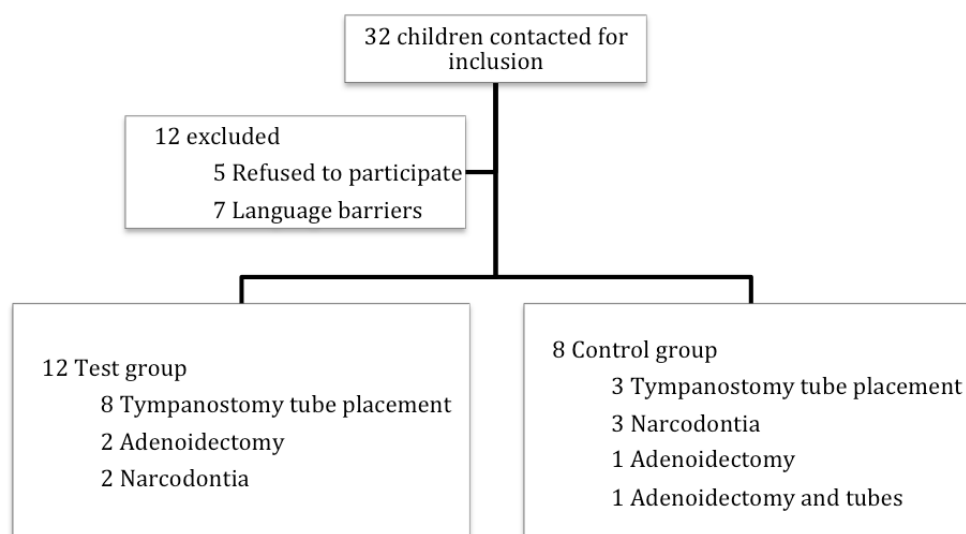 32 children contacted for
inclusion
12 excluded
5 Refused to participate
7 Language barriers
12 Test group
8 Tympanostomy tube placement
2 Adenoidectomy
2 Narcodontia
8 Control group
3 Tympanostomy tube placement
3 Narcodontia
1 Adenoidectomy
1 Adenoidectomy and tubes